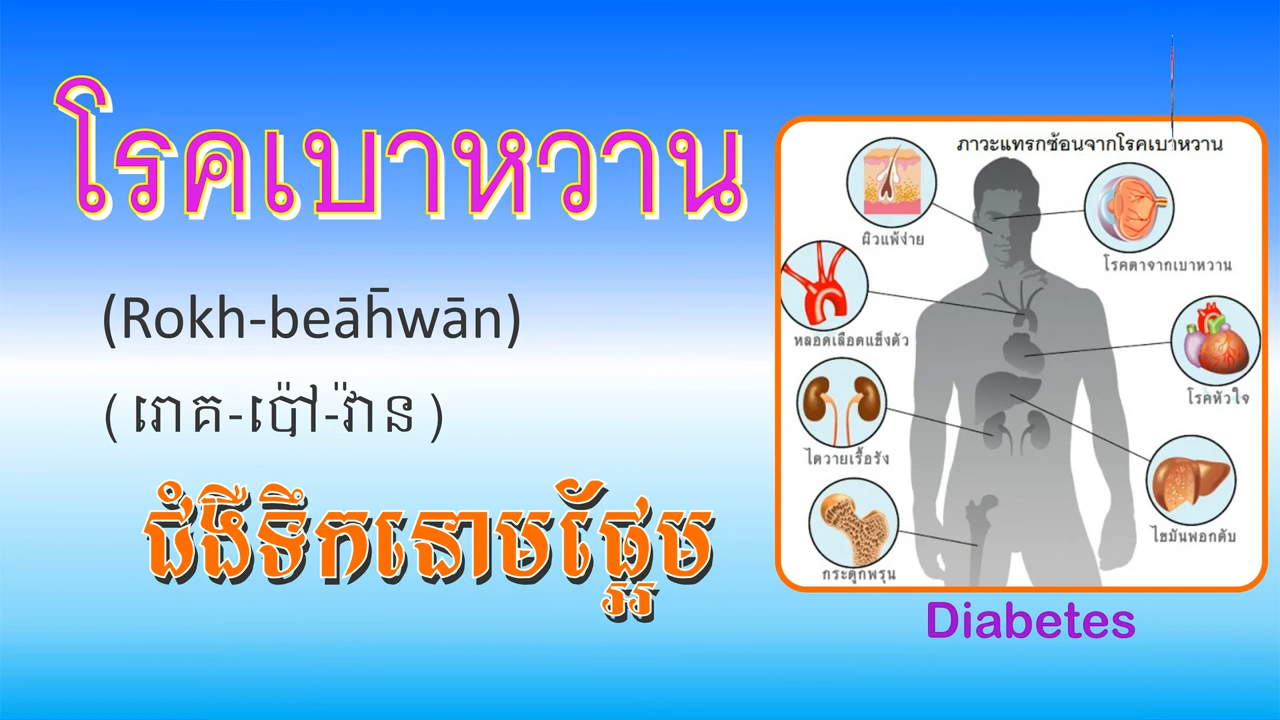 โรคเบาหวาน
(Rokh-beāh̄wān)
( រោគ-ប៉ៅ-វ៉ាន )
ជំងឺទឹកនោមផ្អែម
ภาวะแทรกซ้อนจากโรคเบาหวาน
ผิวแพ้ง่าย
โรคตาจากเบาหวาน
หลอดเลือดแข็งตัว
โรคหัวใจ
ไตวายเรื้อรัง
ไขมันพอกตับ
กระดูกพรุน
Diabetes